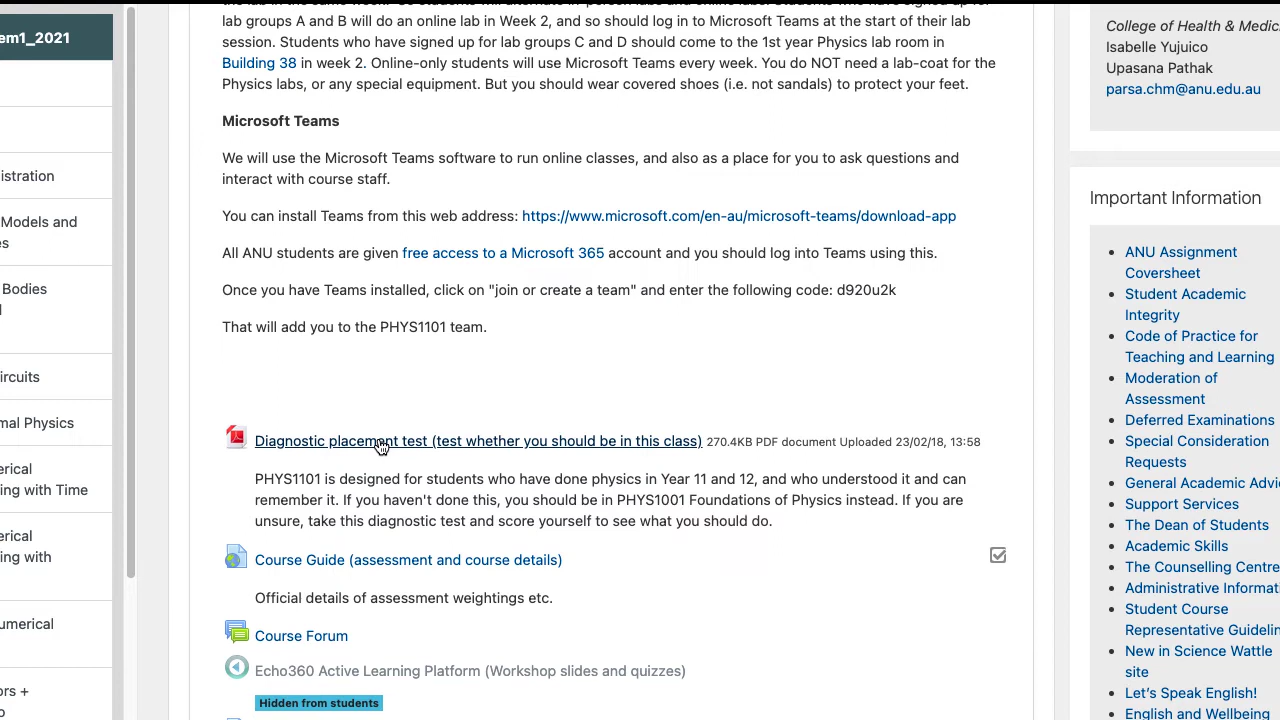 em1_2021
istration
Models and
s
Bodies
ircuits
mal Physics
erical
ing with Time
erical
ing with
umerical
ors +
lab groups A and B will do an online lab in Week 2, and so should log in to Microsoft Teams at the start of their lab
session. Students who have signed up for lab groups C and D should come to the 1st year Physics lab room in
Building 38 in week 2. Online-only students will use Microsoft Teams every week. You do NOT need a lab-coat for the
Physics labs, or any special equipment. But you should wear covered shoes (i.e. not sandals) to protect your feet.
Microsoft Teams
We will use the Microsoft Teams software to run online classes, and also as a place for you to ask questions and
interact with course staff.
You can install Teams from this web address: https://www.microsoft.com/en-au/microsoft-teams/download-app
All ANU students are given free access to a Microsoft 365 account and you should log into Teams using this.
Once you have Teams installed, click on "join or create a team" and enter the following code: d920u2k
That will add you to the PHYS1101 team.
Diagnostic placement test (test whether you should be in this class) 270.4KB PDF document Uploaded 23/02/18, 13:58
PHYS1101 is designed for students who have done physics in Year 11 and 12, and who understood it and can
remember it. If you haven't done this, you should be in PHYS1001 Foundations of Physics instead. If you are
unsure, take this diagnostic test and score yourself to see what you should do.
Course Guide (assessment and course details)
Official details of assessment weightings etc.
Course Forum
Echo360 Active Learning Platform (Workshop slides and quizzes)
Hidden from students
College of Health & Medic
Isabelle Yujuico
Upasana Pathak
parsa.chm@anu.edu.au
Important Information
ANU Assignment
Coversheet
Student Academic
Integrity
Code of Practice for
Teaching and Learning
Moderation of
Assessment
Deferred Examinations
Special Consideration
Requests
General Academic Advi
Support Services
The Dean of Students
Academic Skills
The Counselling Centre
Administrative Informat
Student Course
Representative Guidelin
New in Science Wattle
site
Let's Speak English!
English and Wellbeing